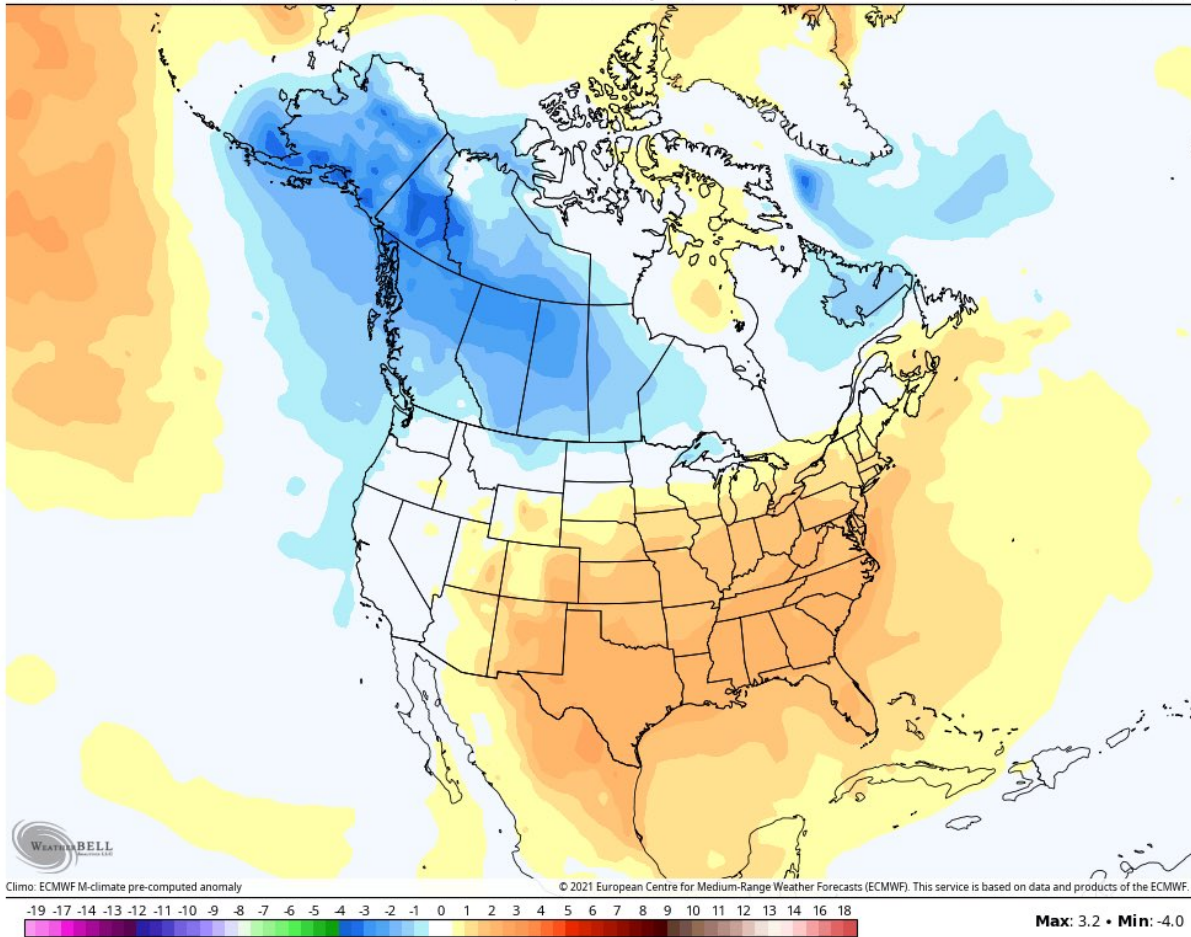 WEATHERBELL
Climo: ECMWF M-climate pre-computed anomaly
© 2021 European Centre for Medium-Range Weather Forecasts (ECMWF). This service is based on data and products of the ECMWF.
-19 -17 -14 -13 -12 -11 -10 -9 -8 -7 -6 -5 -4 -3 -2 -1 0 1 2 3 4 5 6 7 8 9 10 11 12 13 14 16 18
Max: 3.2 • Min: -4.0